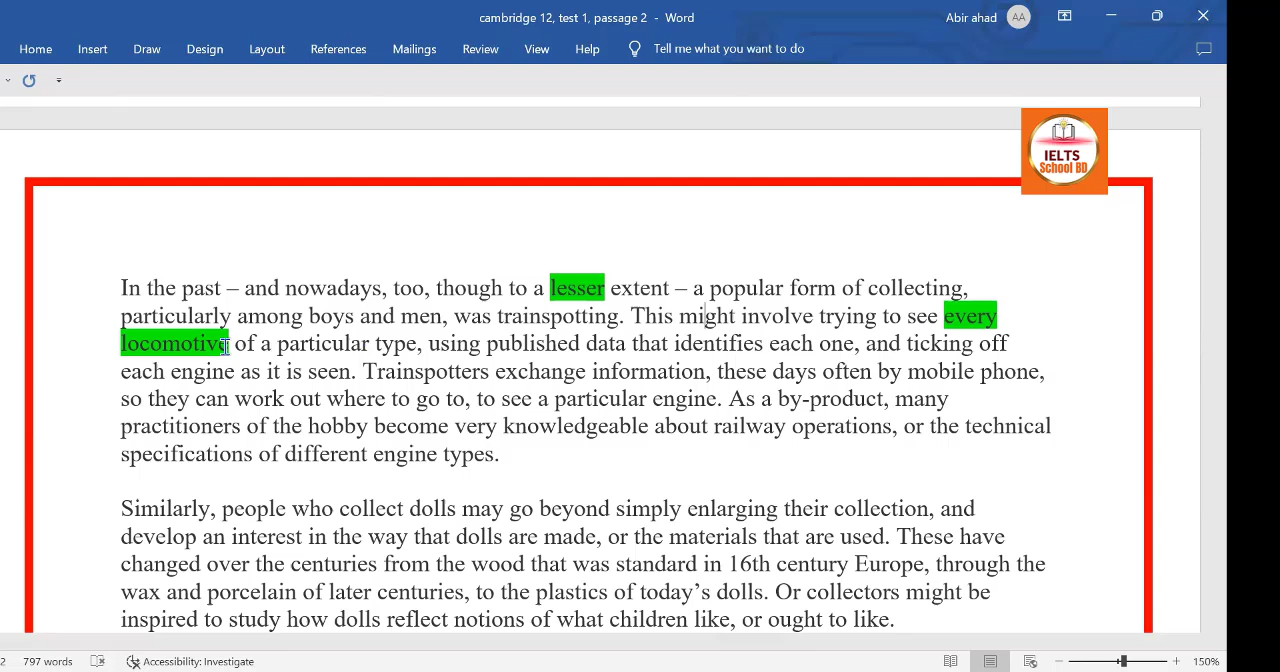 cambridge 12, test 1, passage 2 - Word
Abir ahad AA
Home Insert Draw Design Layout References Mailings Review View Help Tell me what you want to do
IELTS
School BD
In the past – and nowadays, too, though to a lesser extent – a popular form of collecting,
particularly among boys and men, was trainspotting. This might involve trying to see every
locomotive of a particular type, using published data that identifies each one, and ticking off
each engine as it is seen. Trainspotters exchange information, these days often by mobile phone,
so they can work out where to go to, to see a particular engine. As a by-product, many
practitioners of the hobby become very knowledgeable about railway operations, or the technical
specifications of different engine types.
Similarly, people who collect dolls may go beyond simply enlarging their collection, and
develop an interest in the way that dolls are made, or the materials that are used. These have
changed over the centuries from the wood that was standard in 16th century Europe, through the
wax and porcelain of later centuries, to the plastics of today’s dolls. Or collectors might be
inspired to study how dolls reflect notions of what children like, or ought to like.
2 797 words Accessibility: Investigate 150%